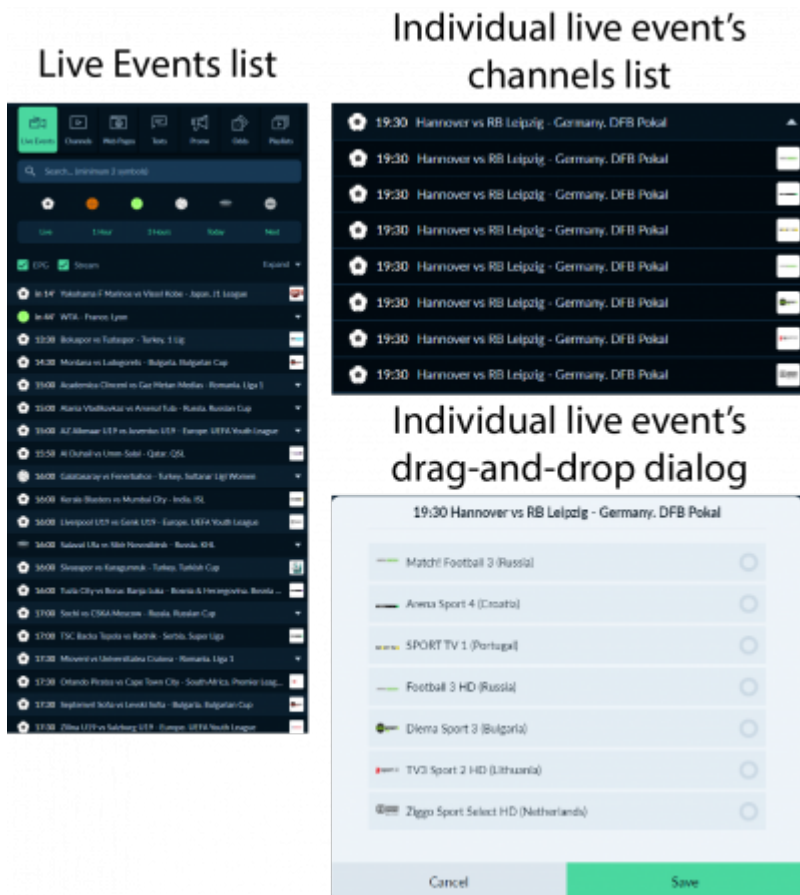 Live Events list
Live Events Channels Web Pages Texts Promo Odds Playlists
Search... (minimum 2 symbols)
Live 1 Hour 3 Hours Today Next
EPG Stream Expand
in 14' Yokohama F Marinos vs Vissel Kobe - Japan, J1 League
in 44' WTA - France, Lyon
13:30 Boluspor vs Tuzlaspor - Turkey, 1 Lig
14:30 Montana vs Ludogorets - Bulgaria. Bulgarian Cup
15:00 Academica Clinceni vs Gaz Metan Medias - Romania. Liga 1
15:00 Alania Vladikavkaz vs Arsenal Tula - Russia. Russian Cup
15:00 AZ Alkmaar U19 vs Juventus U19 - Europe. UEFA Youth League
15:50 Al Duhail vs Umm-Salal - Qatar. QSL
16:00 Galatasaray vs Fenerbahce - Turkey. Sultanar Ligi Women
16:00 Kerala Blasters vs Mumbai City - India, ISL
16:00 Liverpool U19 vs Genk U19 - Europe. UEFA Youth League
16:00 Salavat Ufa vs Sibir Novosibirsk - Russia. KHL
16:00 Sivasspor vs Karagumruk - Turkey. Turkish Cup
16:00 Tuzla City vs Borac Banja Luka - Bosnia & Herzegovina. Bosnia ...
17:00 Sochi vs CSKA Moscow - Russia. Russian Cup
17:00 TSC Backa Topola vs Radnik - Serbia. Super Liga
17:30 Mioveni vs Universitatea Craiova - Romania. Liga 1
17:30 Orlando Pirates vs Cape Town City - South Africa. Premier Leag...
17:30 Septemvri Sofia vs Levski Sofia - Bulgaria. Bulgarian Cup
17:30 Zilina U19 vs Salzburg U19 - Europe. UEFA Youth League
Individual live event's
channels list
19:30 Hannover vs RB Leipzig - Germany. DFB Pokal
19:30 Hannover vs RB Leipzig - Germany. DFB Pokal
19:30 Hannover vs RB Leipzig - Germany. DFB Pokal
19:30 Hannover vs RB Leipzig - Germany. DFB Pokal
19:30 Hannover vs RB Leipzig - Germany. DFB Pokal
19:30 Hannover vs RB Leipzig - Germany. DFB Pokal
19:30 Hannover vs RB Leipzig - Germany. DFB Pokal
19:30 Hannover vs RB Leipzig - Germany. DFB Pokal
Individual live event's
drag-and-drop dialog
19:30 Hannover vs RB Leipzig - Germany. DFB Pokal
Match! Football 3 (Russia)
Arena Sport 4 (Croatia)
SPORT TV 1 (Portugal)
Football 3 HD (Russia)
Diema Sport 3 (Bulgaria)
TV3 Sport 2 HD (Lithuania)
Ziggo Sport Select HD (Netherlands)
Cancel Save